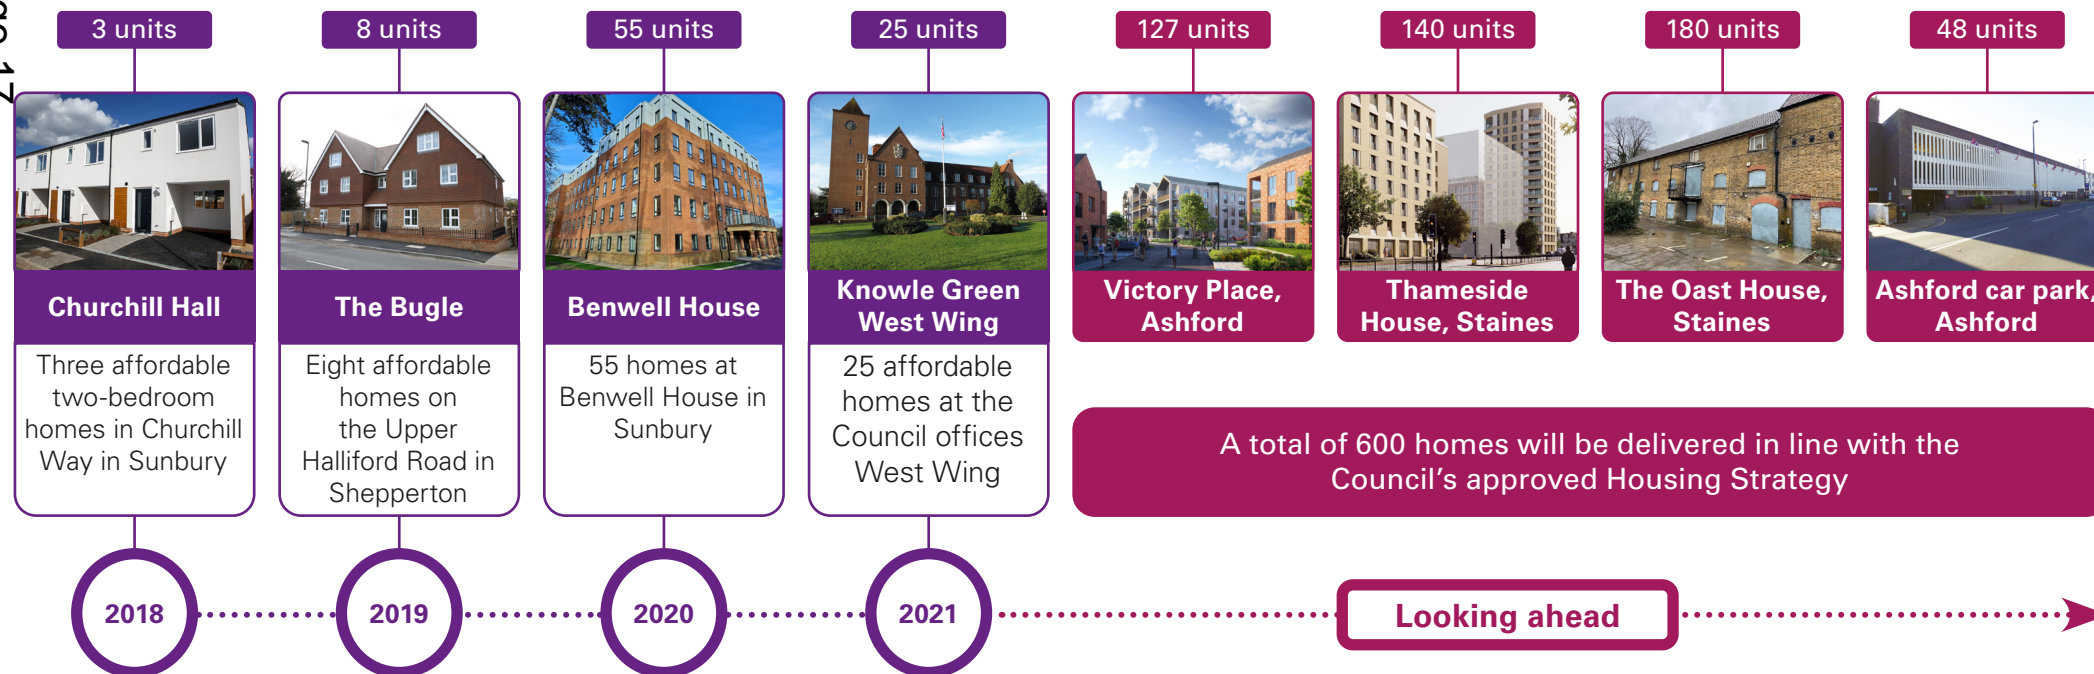 3 units
8 units
55 units
25 units
127 units
140 units
180 units
48 units
Churchill Hall
The Bugle
Benwell House
Knowle Green
West Wing
Victory Place,
Ashford
Thameside
House, Staines
The Oast House,
Staines
Ashford car park,
Ashford
Three affordable
two-bedroom
homes in Churchill
Way in Sunbury
Eight affordable
homes on
the Upper
Halliford Road in
Shepperton
55 homes at
Benwell House in
Sunbury
25 affordable
homes at the
Council offices
West Wing
A total of 600 homes will be delivered in line with the
Council’s approved Housing Strategy
2018
2019
2020
2021
Looking ahead
17